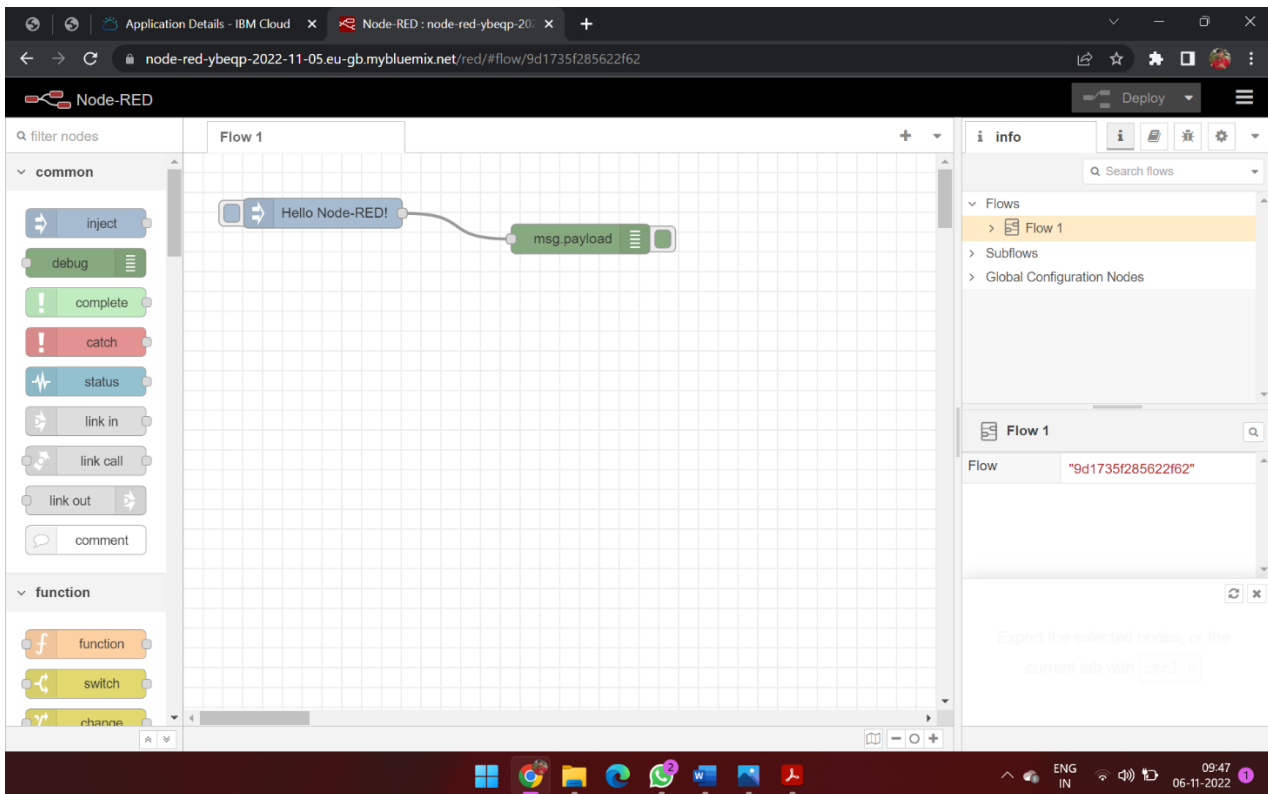 Application Details - IBM Cloud
Node-RED : node-red-ybeqp-202
node-red-ybeqp-2022-11-05.eu-gb.mybluemix.net/red/#flow/9d1735f285622f62
Node-RED
Deploy
filter nodes
Flow 1
i info
i
Search flows
common
inject
debug
complete
catch
status
link in
link call
link out
comment
function
function
switch
change
Hello Node-RED!
msg.payload
Flows
Flow 1
Subflows
Global Configuration Nodes
Flow 1
Flow "9d1735f285622f62"
Export the selected nodes, or the
current tab with ctrl-e
2
ENG
IN
09:47
06-11-2022
1